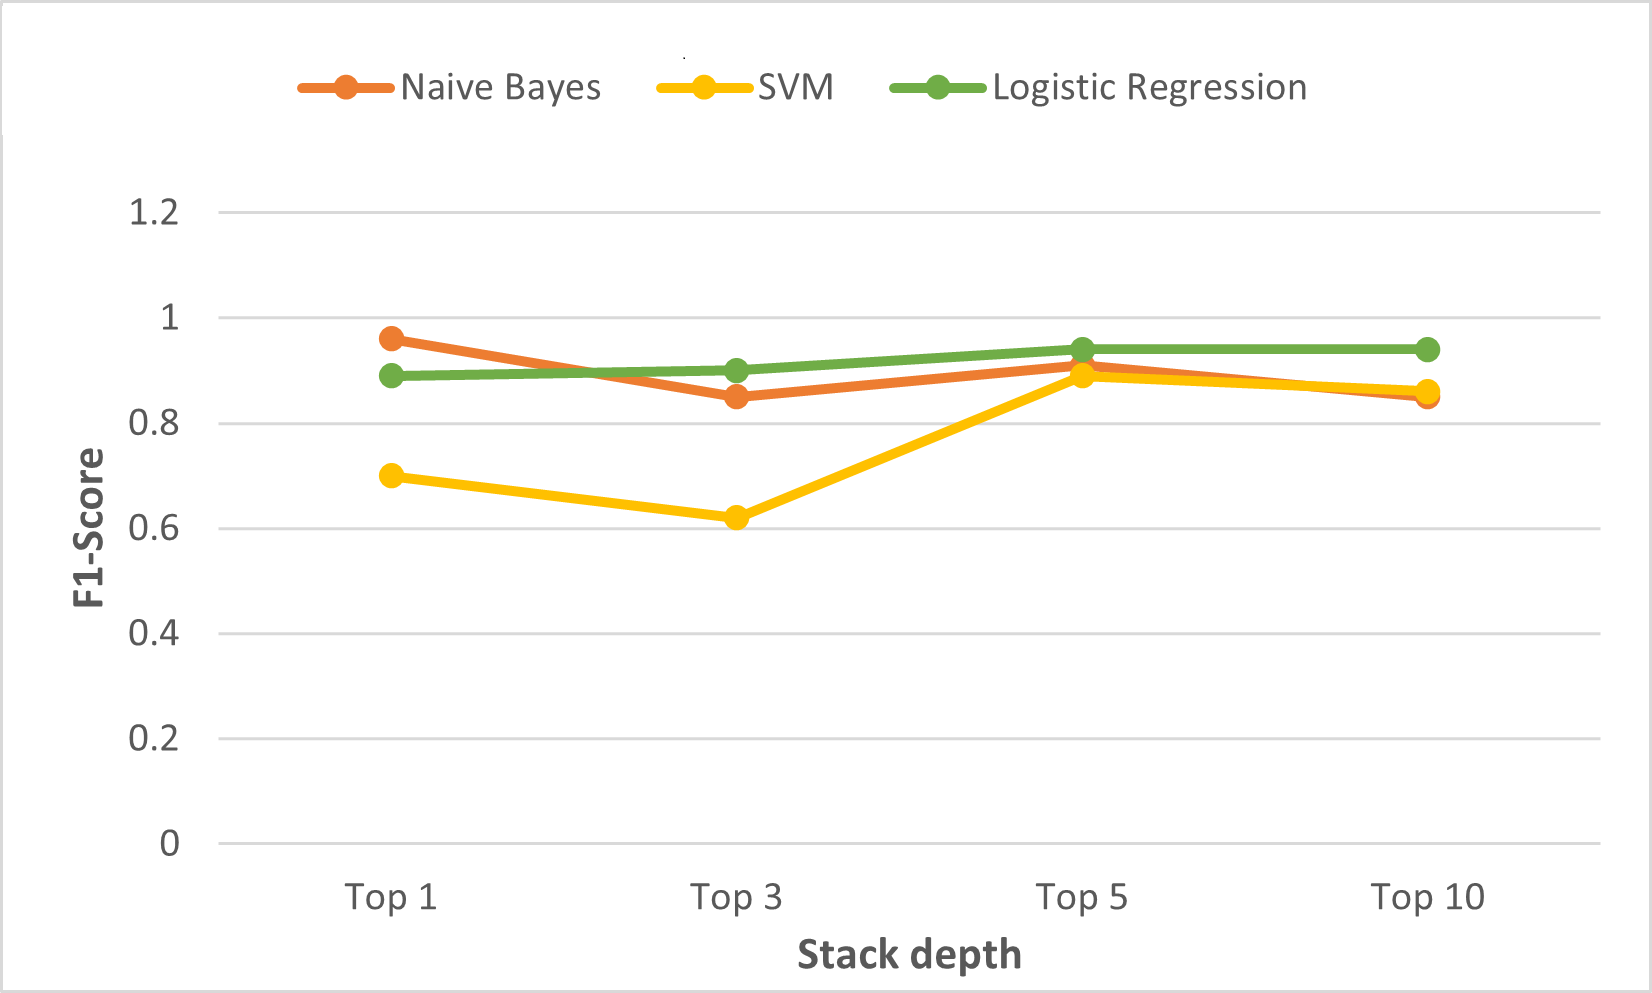 Naive Bayes SVM Logistic Regression
1.2
1
0.8
0.6
0.4
0.2
0
F1-Score
Top 1 Top 3 Top 5 Top 10
Stack depth